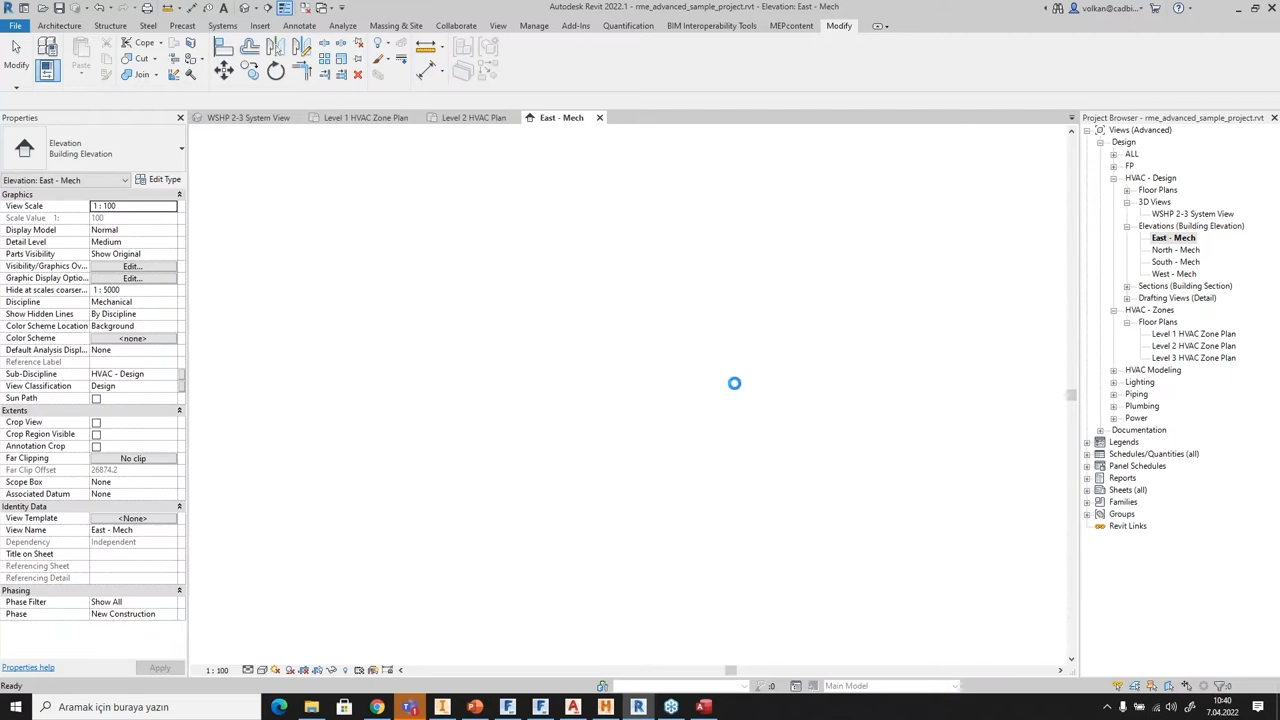 Autodesk Revit 2022.1 - rme_advanced_sample_project.rvt - Elevation: East - Mech
volkan@cadbi...
File Architecture Structure Steel Precast Systems Insert Annotate Analyze Massing & Site Collaborate View Manage Add-Ins Quantification BIM Interoperability Tools MEPcontent Modify
Modify
Paste
Cope
Cut
Join
Properties
WSHP 2-3 System View
Level 1 HVAC Zone Plan
Level 2 HVAC Plan
East - Mech
Elevation
Building Elevation
Elevation: East - Mech
Edit Type
Graphics
View Scale 1 : 100
Scale Value 1: 100
Display Model Normal
Detail Level Medium
Parts Visibility Show Original
Visibility/Graphics Ov... Edit...
Graphic Display Optio... Edit...
Hide at scales coarser... 1 : 5000
Discipline Mechanical
Show Hidden Lines By Discipline
Color Scheme Location Background
Color Scheme <none>
Default Analysis Displ... None
Reference Label
Sub-Discipline HVAC - Design
View Classification Design
Sun Path
Extents
Crop View
Crop Region Visible
Annotation Crop
Far Clipping No clip
Far Clip Offset 26874.2
Scope Box None
Associated Datum None
Identity Data
View Template <None>
View Name East - Mech
Dependency Independent
Title on Sheet
Referencing Sheet
Referencing Detail
Phasing
Phase Filter Show All
Phase New Construction
Properties help
Apply
1 : 100
Project Browser - rme_advanced_sample_project.rvt
Views (Advanced)
Design
ALL
FP
HVAC - Design
Floor Plans
3D Views
WSHP 2-3 System View
Elevations (Building Elevation)
East - Mech
North - Mech
South - Mech
West - Mech
Sections (Building Section)
Drafting Views (Detail)
HVAC - Zones
Floor Plans
Level 1 HVAC Zone Plan
Level 2 HVAC Zone Plan
Level 3 HVAC Zone Plan
HVAC Modeling
Lighting
Piping
Plumbing
Power
Documentation
Legends
Schedules/Quantities (all)
Panel Schedules
Reports
Sheets (all)
Families
Groups
Revit Links
Ready
:0
Main Model
:0
Aramak için buraya yazın
10:40
7.04.2022